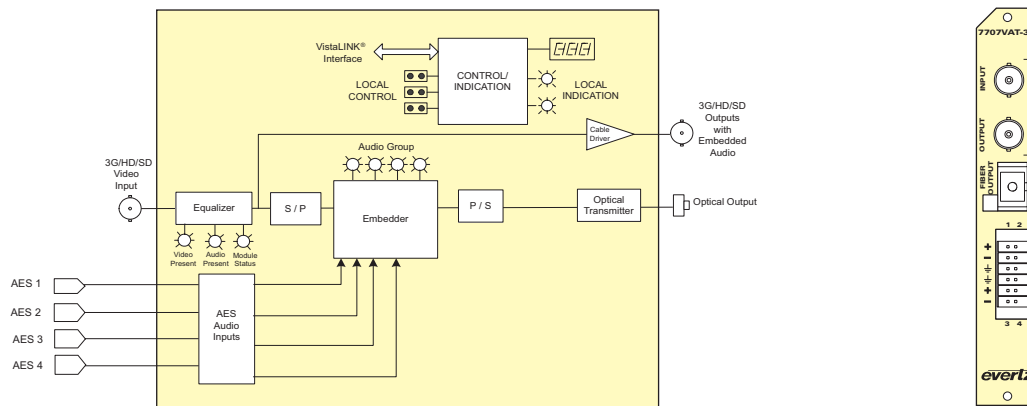 VistaLINK®
Interface
LOCAL
CONTROL
CONTROL/
INDICATION
LOCAL
INDICATION
3G/HD/SD
Outputs
with
Embedded
Audio
Cable
Driver
Audio Group
3G/HD/SD
Video
Input
Equalizer
S / P
Embedder
P / S
Optical
Transmitter
Optical Output
Video
Present
Audio
Present
Module
Status
AES 1
AES 2
AES 3
AES 4
AES
Audio
Inputs
7707VAT-3
INPUT
OUTPUT
FIBER
OUTPUT
1 2
+
-
+
-
3 4
evertz